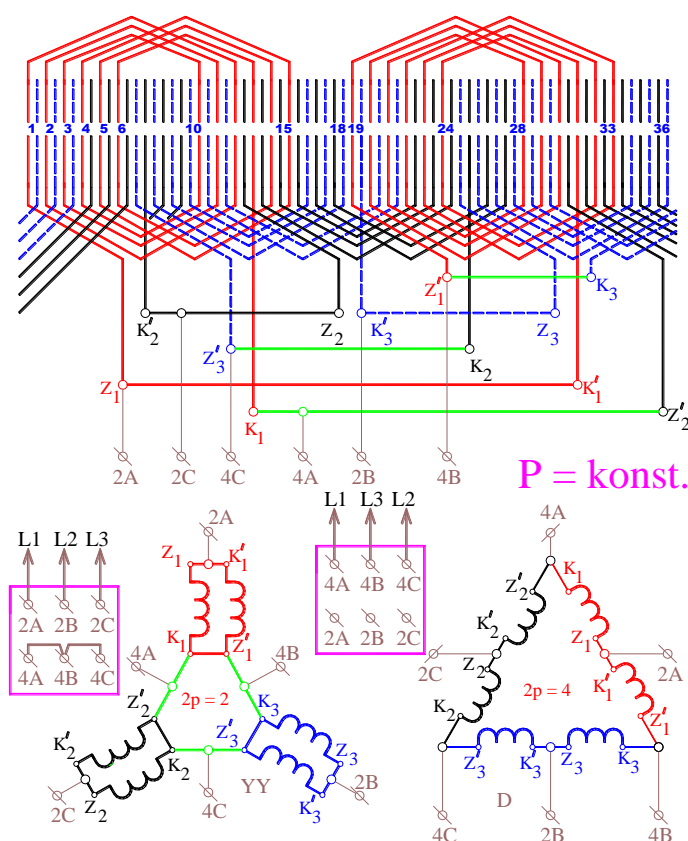 1 2 3 4 5 6 10 15 18 19 24 28 33 36
Z'1 K3
K'2 Z2 K'3 Z3
Z'3 K2
Z1 K'1
K1 Z'2
2A 2C 4C 4A 2B 4B
P = konst.
L1 L2 L3
2A 2B 2C
4A 4B 4C
2A
Z1 K'1
K1 Z'1
4A 4B
2p = 2
Z'2 K3
K'2 K2 Z'3 Z3
Z2 K'3
2C 4C YY 2B
L1 L3 L2
4A 4B 4C
2A 2B 2C
4A
Z'2 K1
K'2 Z1
2C Z2 K'1 2A
2p = 4
K2 Z'1
Z'3 K'3 Z3 K3
D
4C 2B 4B